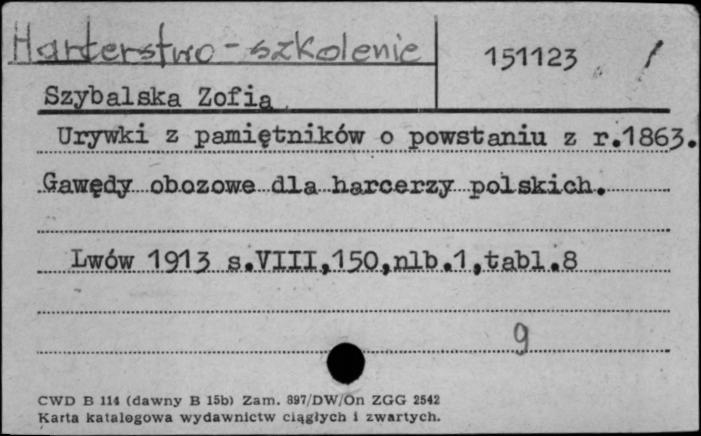 Harcerstwo - szkolenie
151123 /
Szybalska Zofia
Urywki z pamiętników o powstaniu z r.1863.
Gawędy obozowe dla harcerzy polskich.
Lwów 1913 s.VIII,150,nlb.1,tabl.8
9
CWD B 114 (dawny B 15b) Zam. 897/DW/On ZGG 2542
Karta katalogowa wydawnictw ciągłych i zwartych.